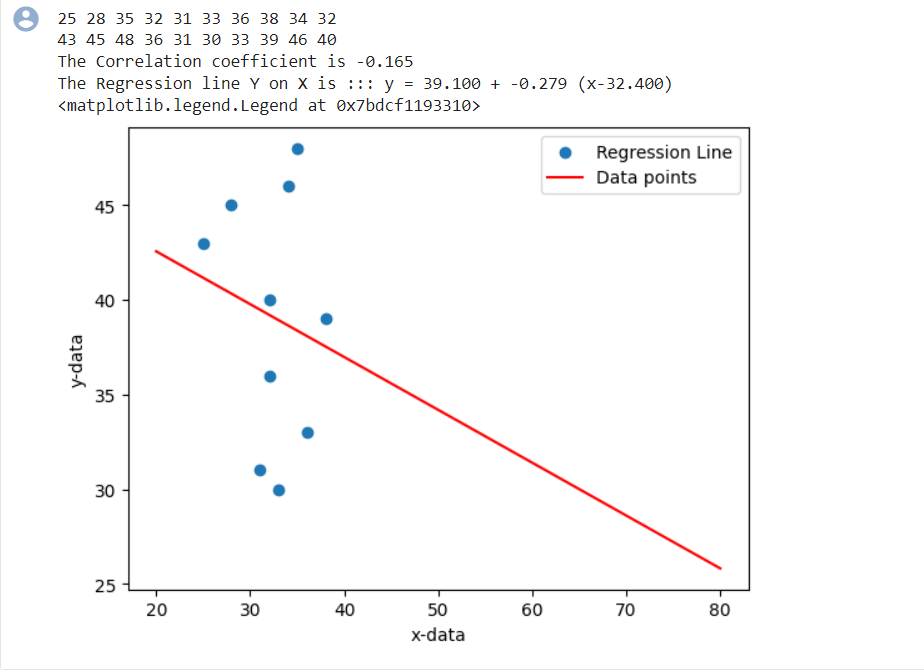 25 28 35 32 31 33 36 38 34 32
43 45 48 36 31 30 33 39 46 40
The Correlation coefficient is -0.165
The Regression line Y on X is ::: y = 39.100 + -0.279 (x-32.400)
<matplotlib.legend.Legend at 0x7bdcf1193310>
Regression Line
Data points
45
40
35
30
25
y-data
20 30 40 50 60 70 80
x-data